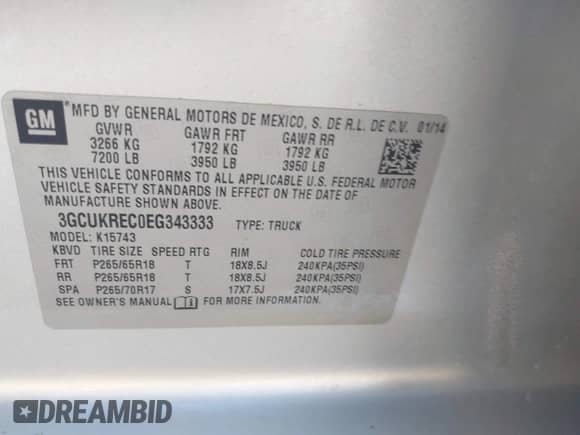 GM
®MFD BY GENERAL MOTORS DE MEXICO, S. DE R.L. DE C.V. 01/14
GVWR GAWR FRT GAWR RR
3266 KG 1792 KG 1792 KG
7200 LB 3950 LB 3950 LB
THIS VEHICLE CONFORMS TO ALL APPLICABLE U.S. FEDERAL MOTOR
VEHICLE SAFETY STANDARDS IN EFFECT ON THE DATE OF
MANUFACTURE SHOWN ABOVE.
3GCUKREC0EG343333 TYPE: TRUCK
MODEL: K15743
KBVD TIRE SIZE SPEED RTG RIM COLD TIRE PRESSURE
FRT P265/65R18 T 18X8.5J 240KPA(35PSI)
RR P265/65R18 T 18X8.5J 240KPA(35PSI)
SPA P265/70R17 S 17X7.5J 240KPA(35PSI)
SEE OWNER'S MANUAL FOR MORE INFORMATION.
DREAMBID